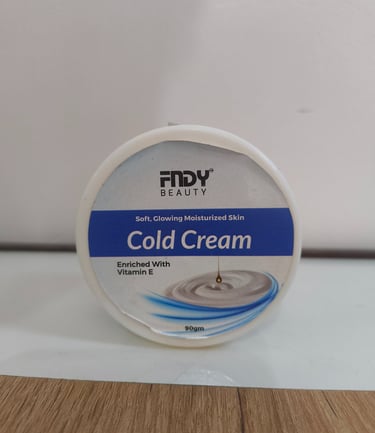 FNDY
BEAUTY
Soft, Glowing Moisturized Skin
Cold Cream
Enriched With
Vitamin E
90gm